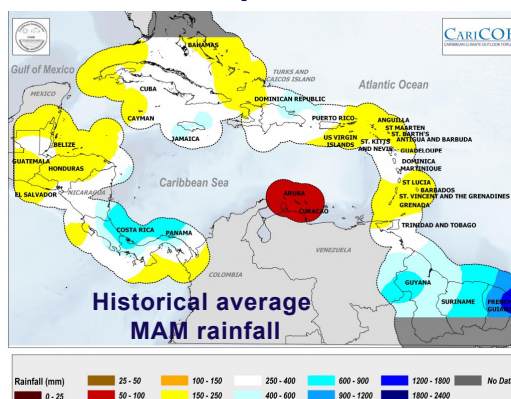 CARICOF
CARIBBEAN CLIMATE OUTLOOK FORUM
BAHAMAS
Gulf of Mexico
TURKS AND
CAICOS ISLAND
Atlantic Ocean
MEXICO
CUBA
DOMINICAN REPUBLIC
CAYMAN
PUERTO RICO
ANGUILLA
ST MAARTEN
ST. BARTH'S
JAMAICA
US VIRGIN
ISLANDS
ST. KITTS
AND NEVIS
ANTIGUA AND BARBUDA
BELIZE
GUADELOUPE
GUATEMALA
DOMINICA
HONDURAS
MARTINIQUE
Caribbean Sea
ST LUCIA
NICARAGUA
ARUBA
BARBADOS
EL SALVADOR
ST. VINCENT AND THE GRENADINES
CURACAO
GRENADA
COSTA RICA
PANAMA
TRINIDAD AND TOBAGO
VENEZUELA
COLOMBIA
GUYANA
SURINAME
FRENCH
GUIANA
Historical average
MAM rainfall
Rainfall (mm)
25 - 50
100 - 150
250 - 400
600 - 900
1200 - 1800
No Data
0 - 25
50 - 100
150 - 250
400 - 600
900 - 1200
1800 - 2400